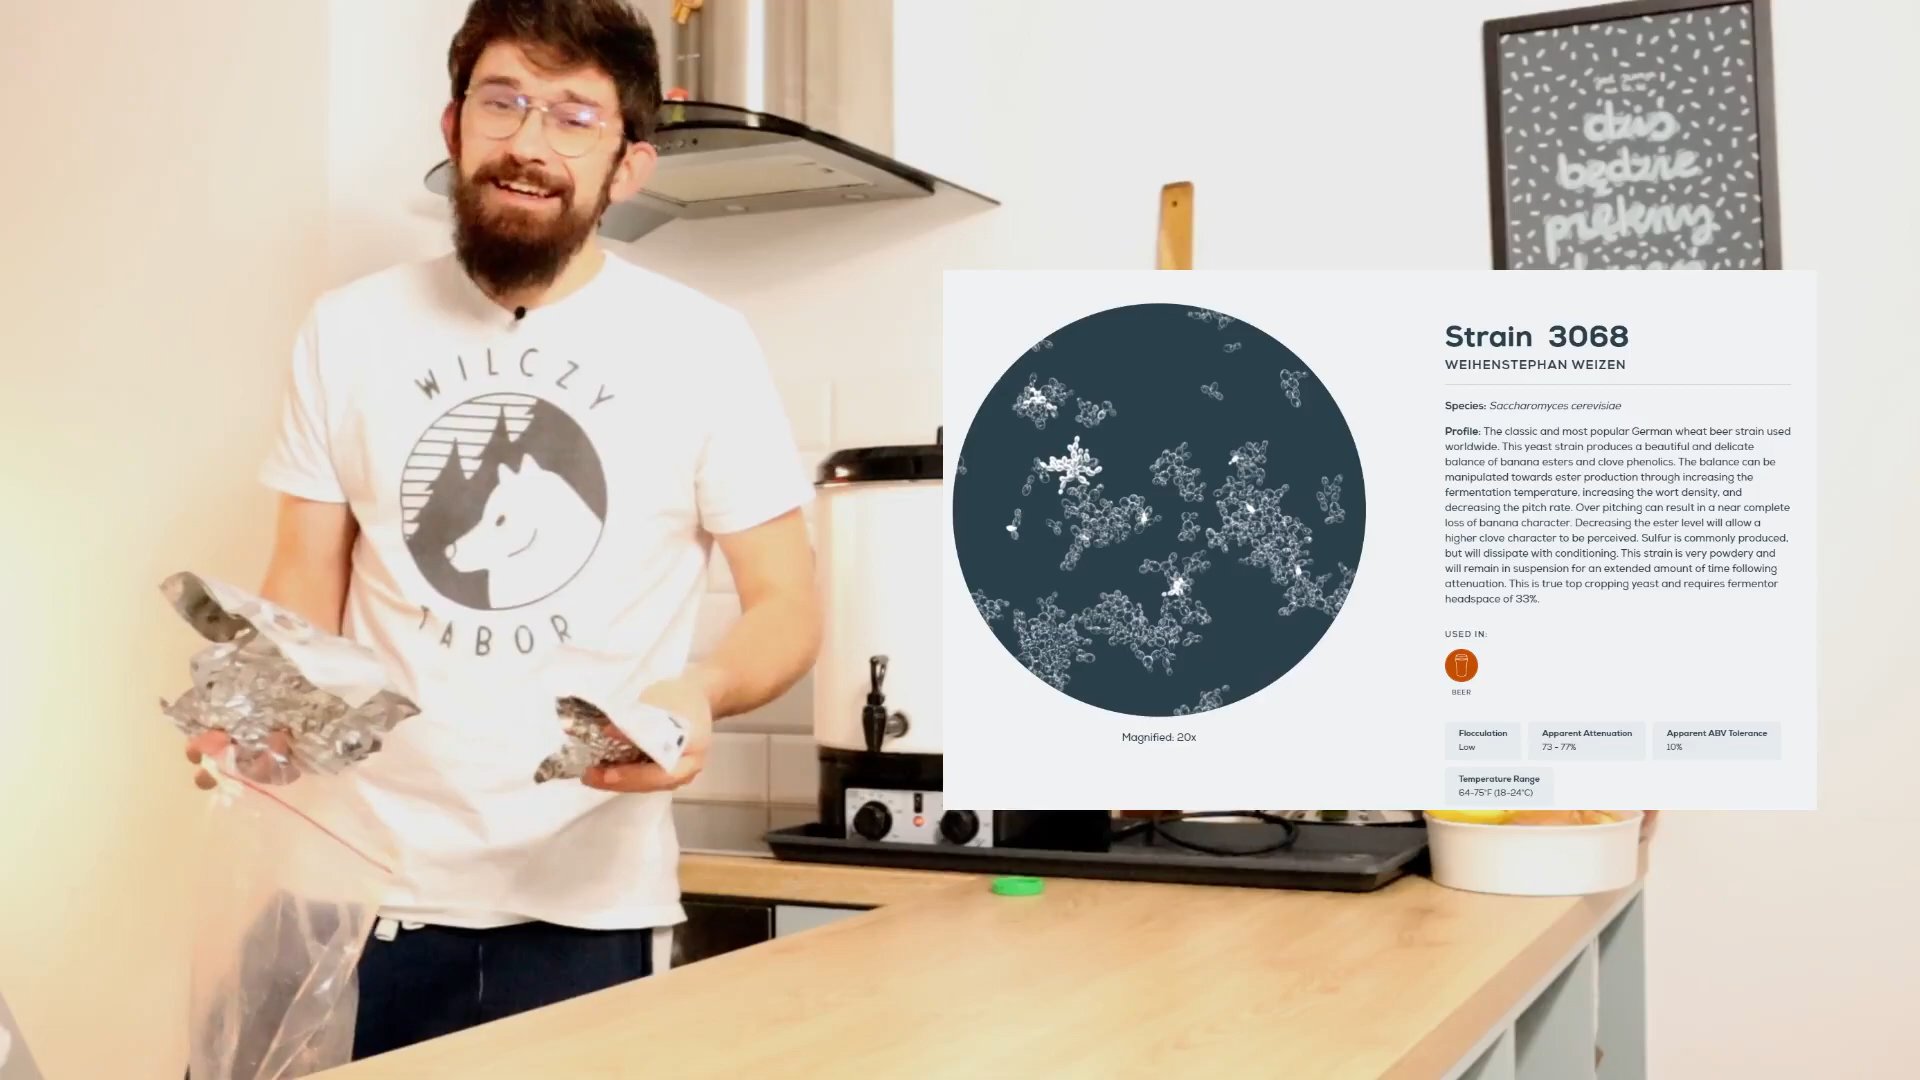 WILCZY
TABOR
dziś
będzie
piękny
Strain 3068
WEIHENSTEPHAN WEIZEN
Species: Saccharomyces cerevisiae
Profile: The classic and most popular German wheat beer strain used
worldwide. This yeast strain produces a beautiful and delicate
balance of banana esters and clove phenolics. The balance can be
manipulated towards ester production through increasing the
fermentation temperature, increasing the wort density, and
decreasing the pitch rate. Over pitching can result in a near complete
loss of banana character. Decreasing the ester level will allow a
higher clove character to be perceived. Sulfur is commonly produced,
but will dissipate with conditioning. This strain is very powdery and
will remain in suspension for an extended amount of time following
attenuation. This is true top cropping yeast and requires fermentor
headspace of 33%.
USED IN:
BEER
Flocculation
Low
Apparent Attenuation
73 - 77%
Apparent ABV Tolerance
10%
Temperature Range
64-75°F (18-24°C)
Magnified: 20x